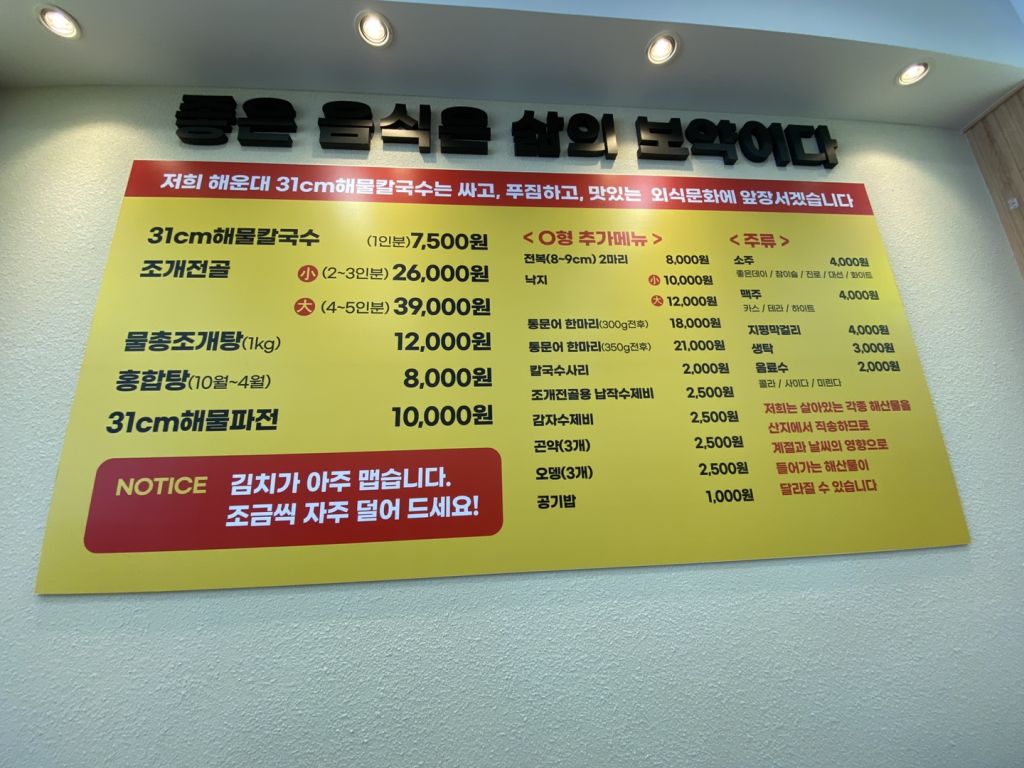 좋은 음식은 삶의 보약이다
저희 해운대 31cm해물칼국수는 싸고, 푸짐하고, 맛있는 외식문화에 앞장서겠습니다
31cm해물칼국수 (1인분)7,500원
조개전골 小 (2~3인분) 26,000원
大 (4~5인분) 39,000원
물총조개탕(1kg) 12,000원
홍합탕(10월~4월) 8,000원
31cm해물파전 10,000원
NOTICE 김치가 아주 맵습니다.
조금씩 자주 덜어 드세요!
< O형 추가메뉴 >
전복(8~9cm) 2마리 8,000원
낙지 小 10,000원
大 12,000원
통문어 한마리(300g전후) 18,000원
통문어 한마리(350g전후) 21,000원
칼국수사리 2,000원
조개전골용 납작수제비 2,500원
감자수제비 2,500원
곤약(3개) 2,500원
오뎅(3개) 2,500원
공기밥 1,000원
< 주류 >
소주 4,000원
좋은데이 / 참이슬 / 진로 / 대선 / 화이트
맥주 4,000원
카스 / 테라 / 하이트
지평막걸리 4,000원
생탁 3,000원
음료수 2,000원
콜라 / 사이다 / 미린다
저희는 살아있는 각종 해산물을
산지에서 직송하므로
계절과 날씨의 영향으로
들어가는 해산물이
달라질 수 있습니다